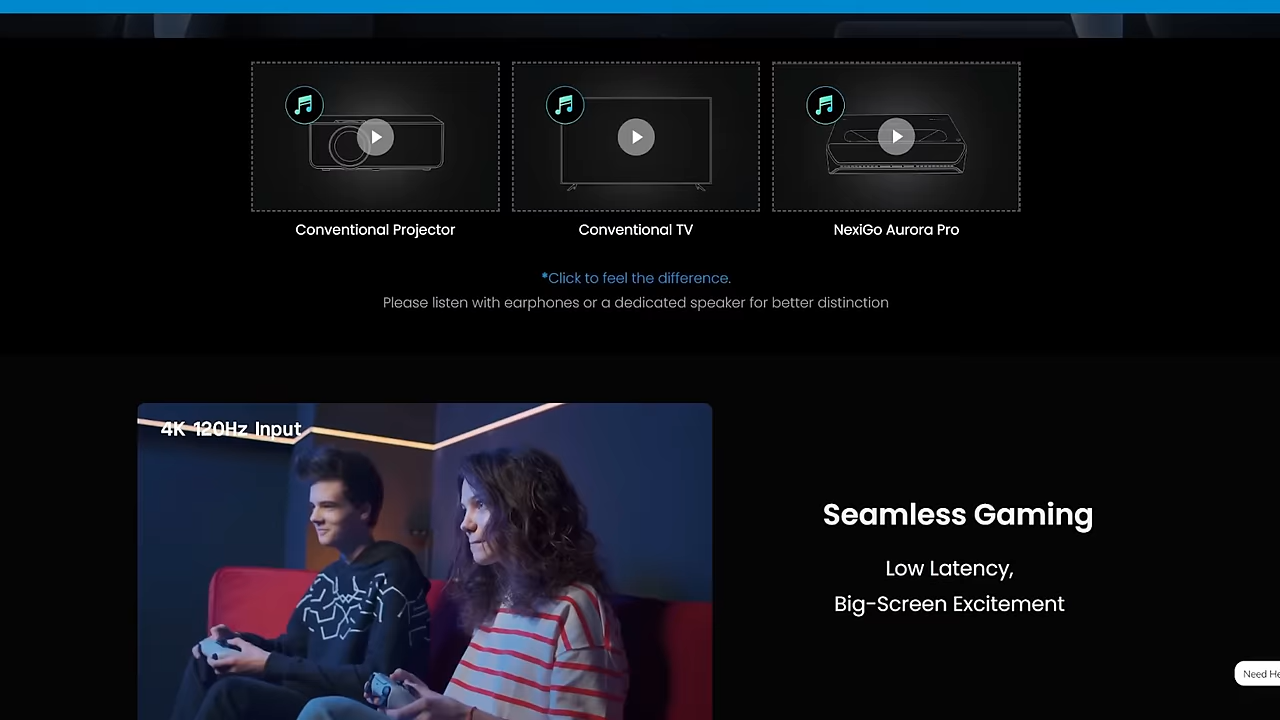 Conventional Projector
Conventional TV
NexiGo Aurora Pro
*Click to feel the difference.
Please listen with earphones or a dedicated speaker for better distinction
4K 120Hz Input
Seamless Gaming
Low Latency,
Big-Screen Excitement
Need